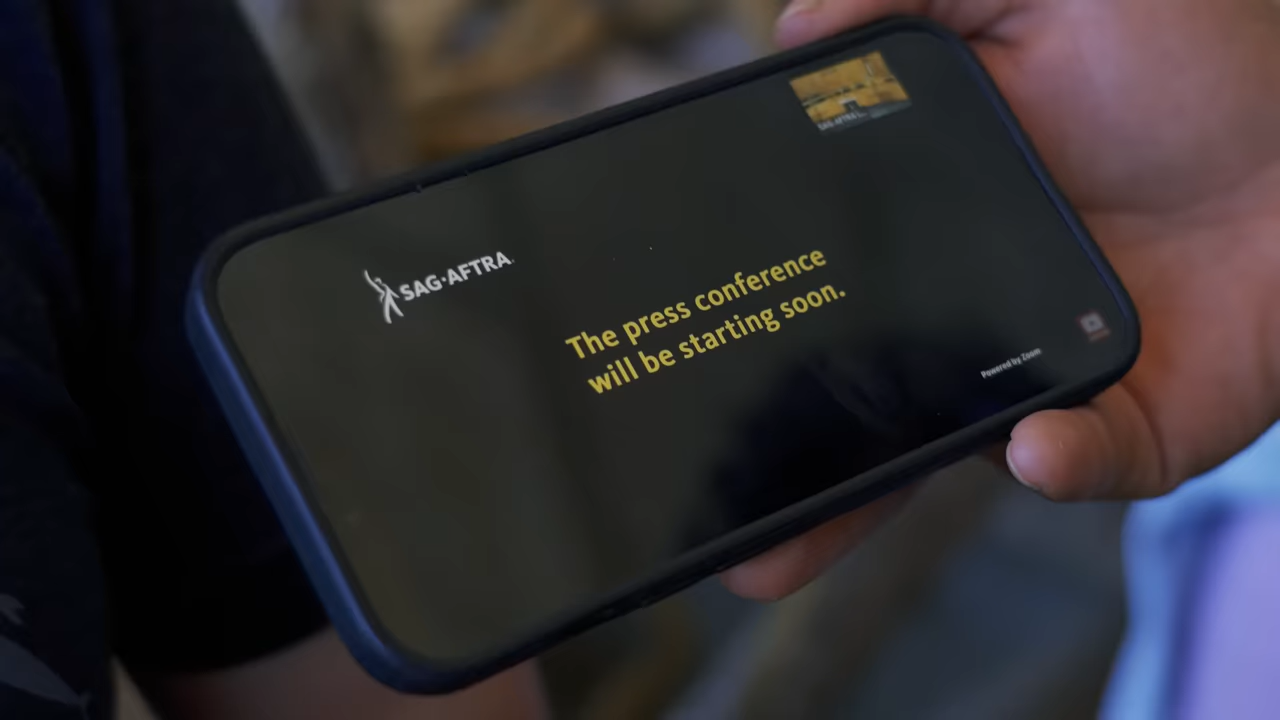 SAG·AFTRA
The press conference
will be starting soon.
Powered by Zoom